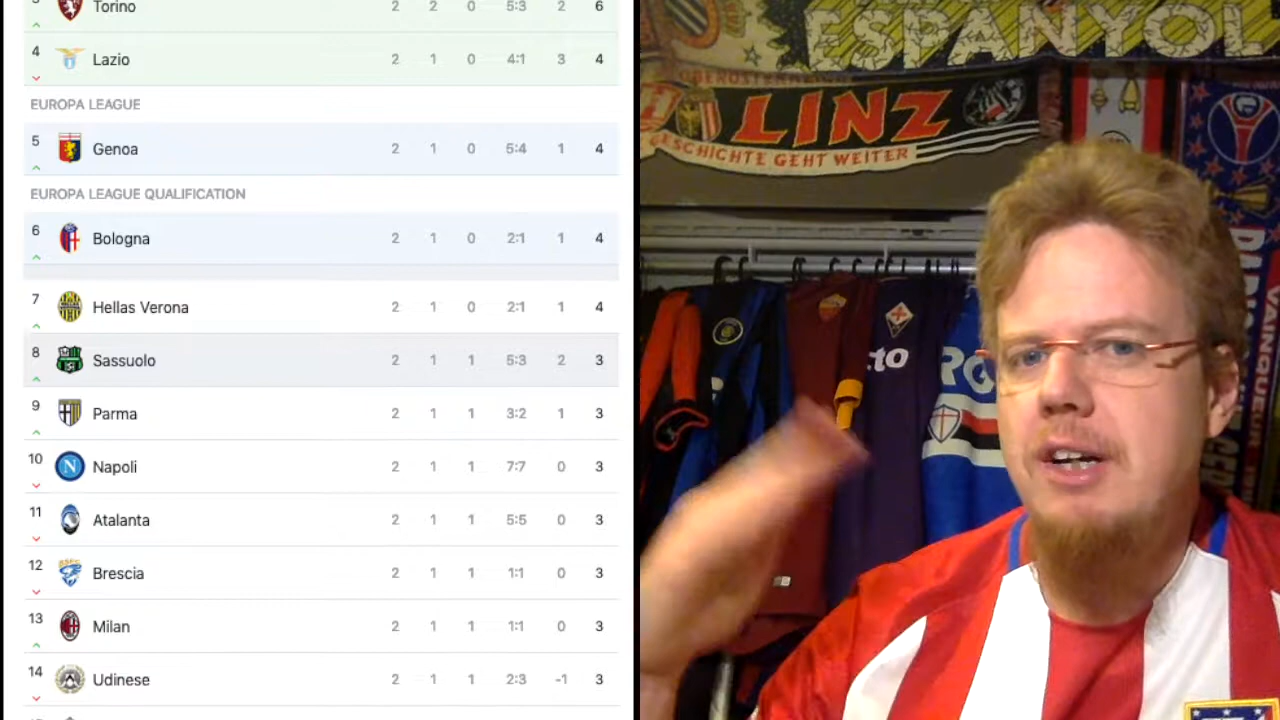 3 Torino 2 2 0 5:3 2 6
4 Lazio 2 1 0 4:1 3 4
EUROPA LEAGUE
5 Genoa 2 1 0 5:4 1 4
EUROPA LEAGUE QUALIFICATION
6 Bologna 2 1 0 2:1 1 4
7 Hellas Verona 2 1 0 2:1 1 4
8 Sassuolo 2 1 1 5:3 2 3
9 Parma 2 1 1 3:2 1 3
10 Napoli 2 1 1 7:7 0 3
11 Atalanta 2 1 1 5:5 0 3
12 Brescia 2 1 1 1:1 0 3
13 Milan 2 1 1 1:1 0 3
14 Udinese 2 1 1 2:3 -1 3
ESPANYOL
OBERÖSTERREICH
LINZ
GESCHICHTE GEHT WEITER
PARIS
VAINQUEUR